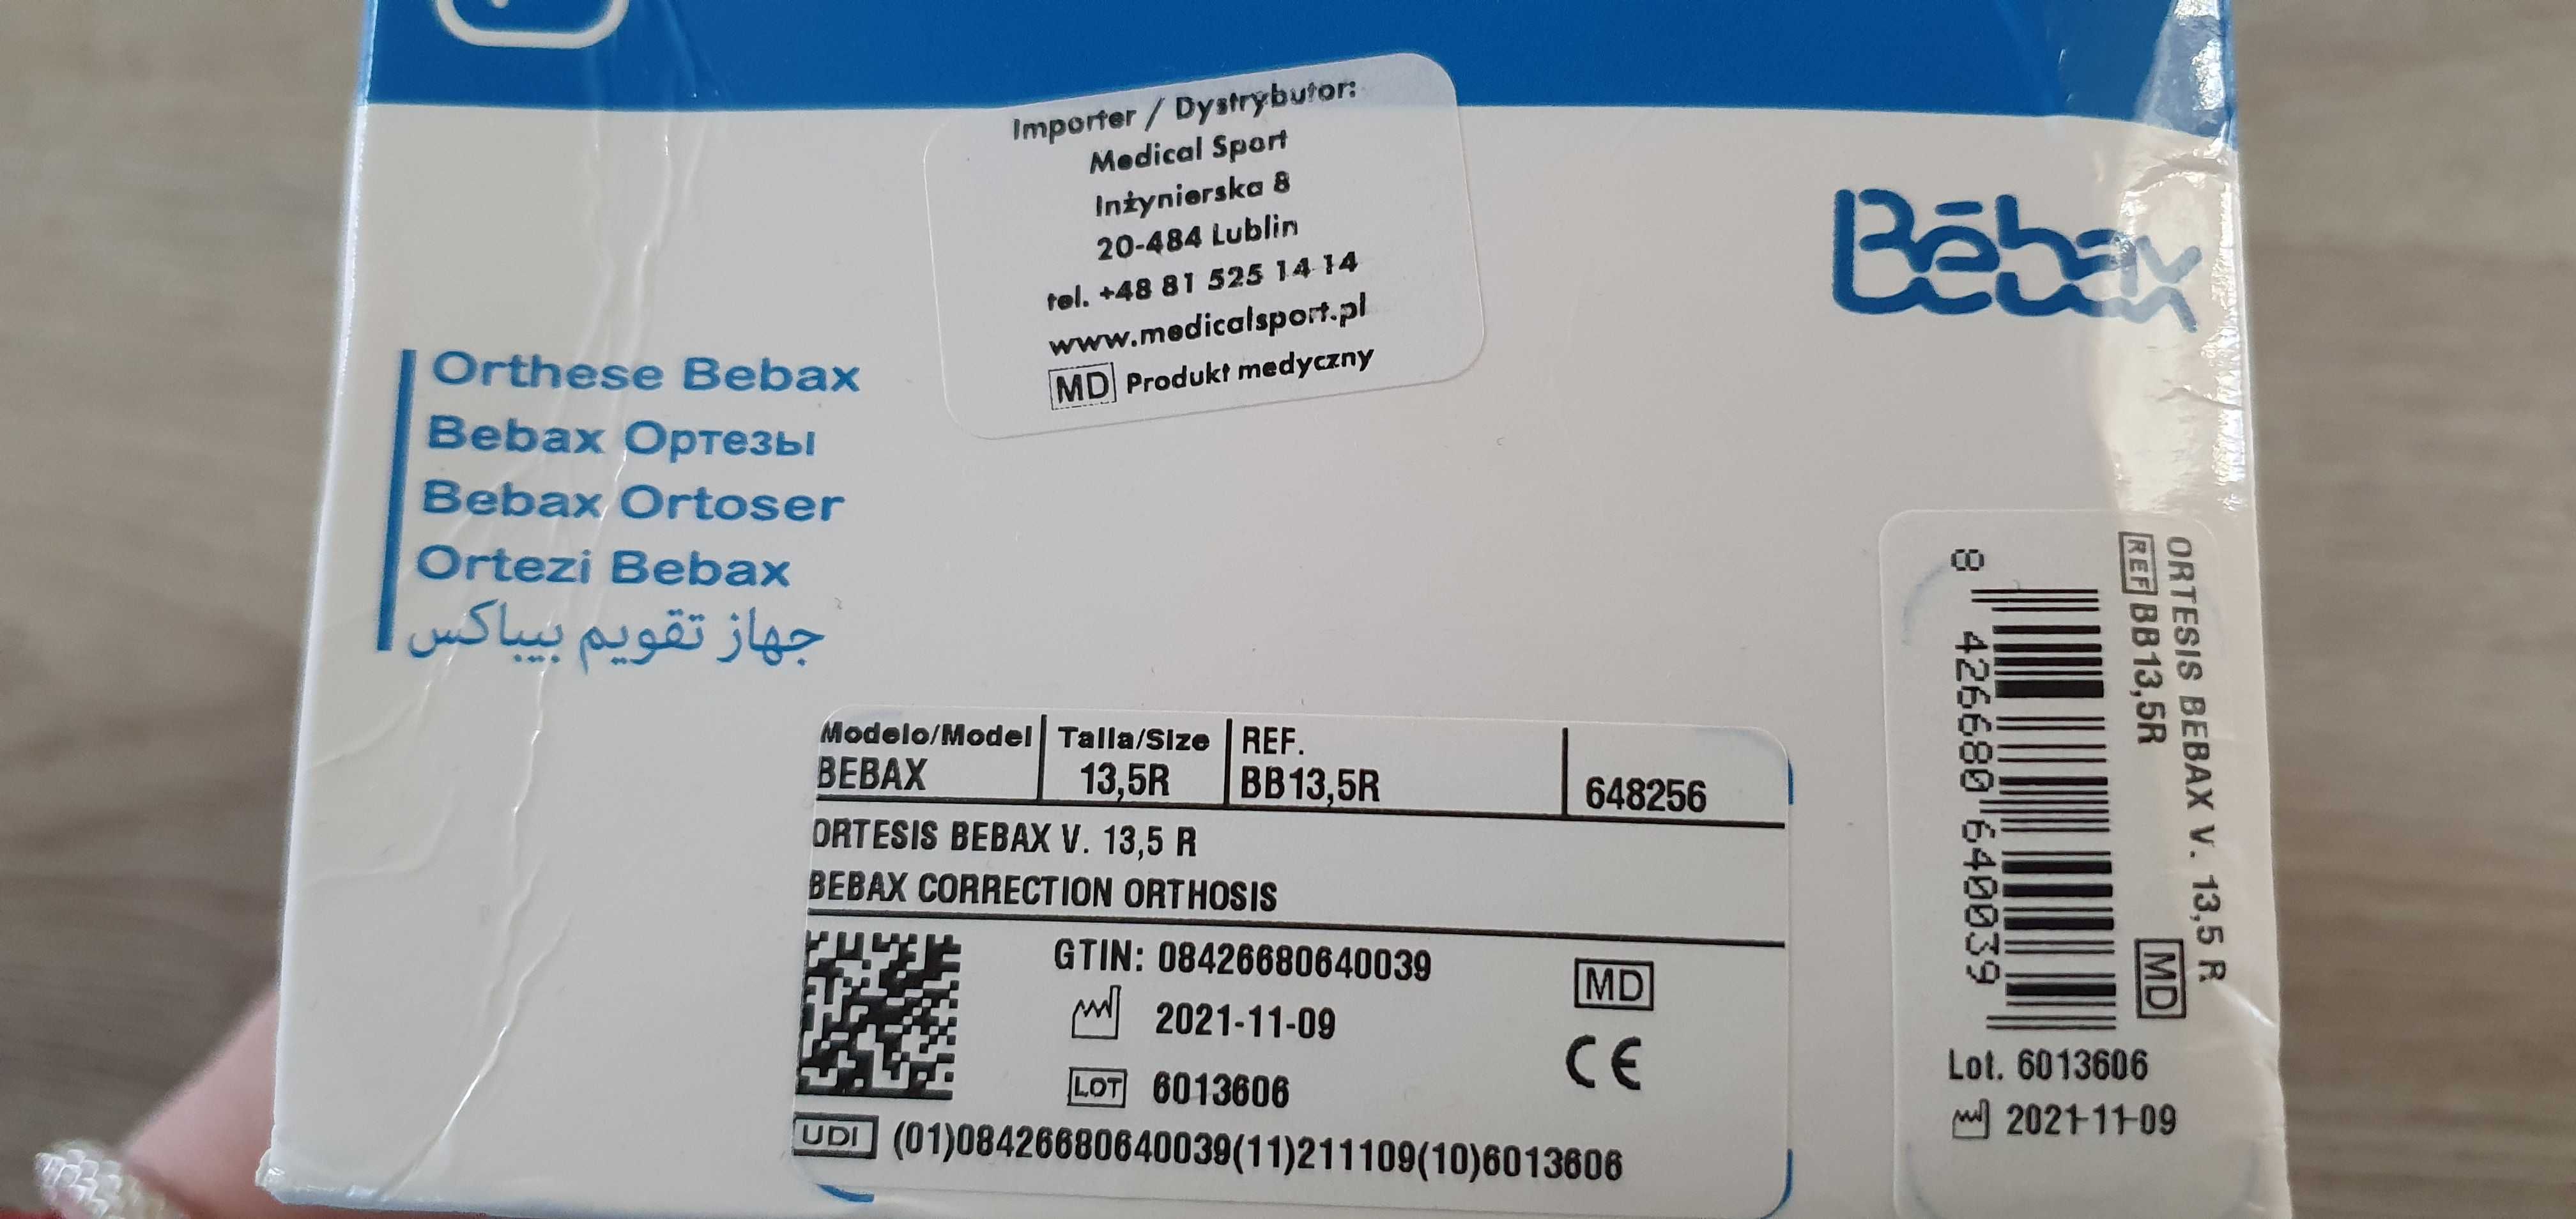 Importer / Dystrybutor:
Medical Sport
Inżynierska 8
20-484 Lublin
tel. +48 81 525 14 14
www.medicalsport.pl
MD Produkt medyczny
Bebax
Orthese Bebax
Bebax Ортезы
Bebax Ortoser
Ortezi Bebax
جهاز تقويم بيباكس
Modelo/Model Talla/Size REF.
BEBAX 13,5R BB13,5R 648256
ORTESIS BEBAX V. 13,5 R
BEBAX CORRECTION ORTHOSIS
GTIN: 08426680640039
MD
2021-11-09
CE
LOT 6013606
UDI (01)08426680640039(11)211109(10)6013606
ORTESIS BEBAX V. 13,5 R
REF BB13,5R MD
8 426680 640039
Lot. 6013606
2021-11-09